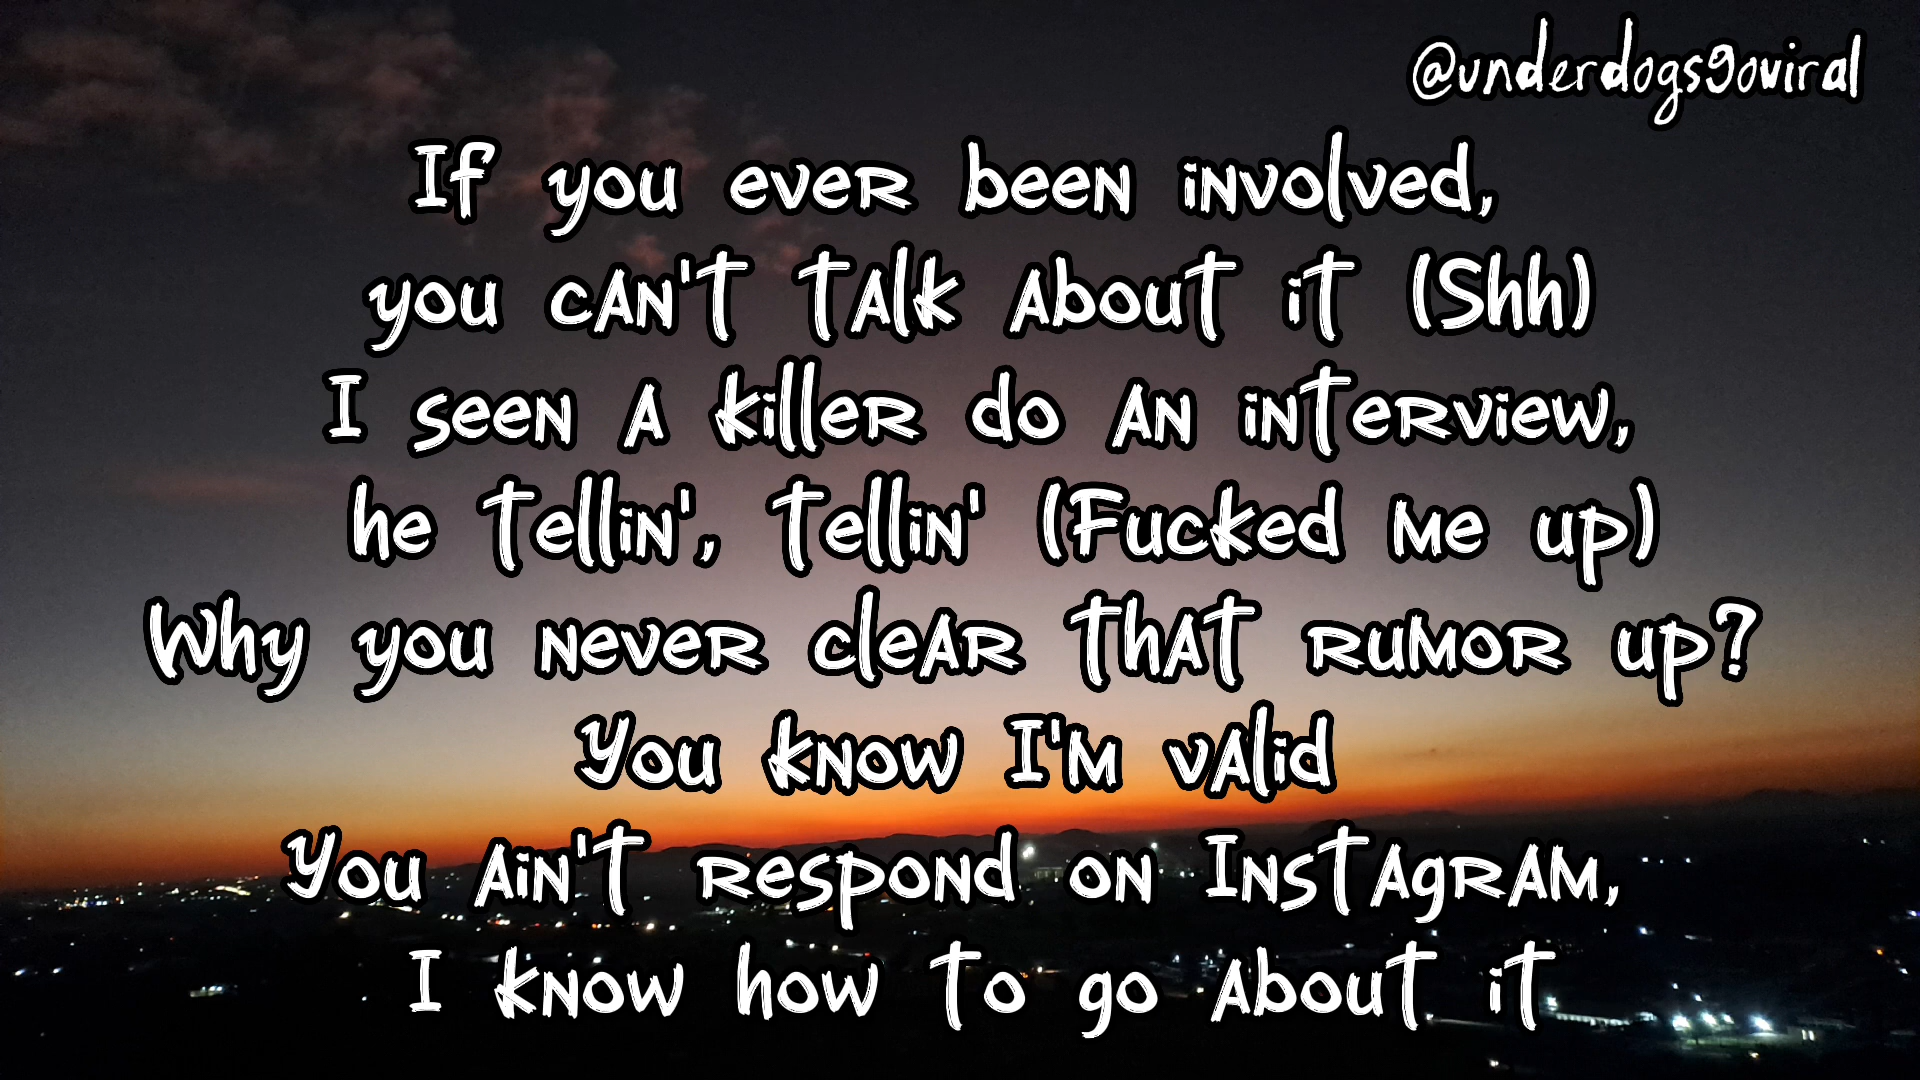 @underdogsgoviral
If you ever been involved,
you can't talk about it (Shh)
I seen a killer do an interview,
he tellin', tellin' (Fucked me up)
Why you never clear that rumor up?
You know I'm valid
You ain't respond on Instagram,
I know how to go about it